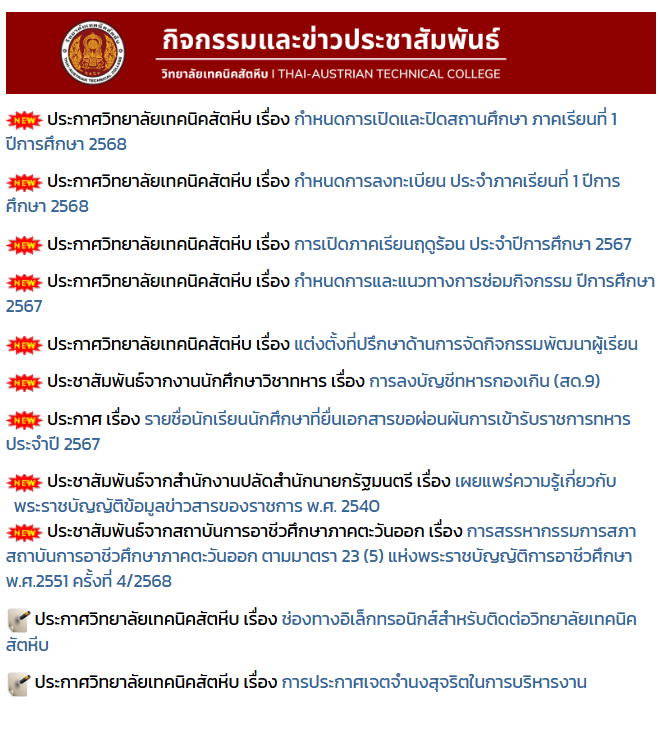 กิจกรรมและข่าวประชาสัมพันธ์
วิทยาลัยเทคนิคสัตหีบ I THAI-AUSTRIAN TECHNICAL COLLEGE
NEW ประกาศวิทยาลัยเทคนิคสัตหีบ เรื่อง กำหนดการเปิดและปิดสถานศึกษา ภาคเรียนที่ 1
ปีการศึกษา 2568
NEW ประกาศวิทยาลัยเทคนิคสัตหีบ เรื่อง กำหนดการลงทะเบียน ประจำภาคเรียนที่ 1 ปีการ
ศึกษา 2568
NEW ประกาศวิทยาลัยเทคนิคสัตหีบ เรื่อง การเปิดภาคเรียนฤดูร้อน ประจำปีการศึกษา 2567
NEW ประกาศวิทยาลัยเทคนิคสัตหีบ เรื่อง กำหนดการและแนวทางการซ่อมกิจกรรม ปีการศึกษา
2567
NEW ประกาศวิทยาลัยเทคนิคสัตหีบ เรื่อง แต่งตั้งที่ปรึกษาด้านการจัดกิจกรรมพัฒนาผู้เรียน
NEW ประชาสัมพันธ์จากงานนักศึกษาวิชาทหาร เรื่อง การลงบัญชีทหารกองเกิน (สด.9)
NEW ประกาศ เรื่อง รายชื่อนักเรียนนักศึกษาที่ยื่นเอกสารขอผ่อนผันการเข้ารับราชการทหาร
ประจำปี 2567
NEW ประชาสัมพันธ์จากสำนักงานปลัดสำนักนายกรัฐมนตรี เรื่อง เผยแพร่ความรู้เกี่ยวกับ
พระราชบัญญัติข้อมูลข่าวสารของราชการ พ.ศ. 2540
NEW ประชาสัมพันธ์จากสถาบันการอาชีวศึกษาภาคตะวันออก เรื่อง การสรรหากรรมการสภา
สถาบันการอาชีวศึกษาภาคตะวันออก ตามมาตรา 23 (5) แห่งพระราชบัญญัติการอาชีวศึกษา
พ.ศ.2551 ครั้งที่ 4/2568
ประกาศวิทยาลัยเทคนิคสัตหีบ เรื่อง ช่องทางอิเล็กทรอนิกส์สำหรับติดต่อวิทยาลัยเทคนิค
สัตหีบ
ประกาศวิทยาลัยเทคนิคสัตหีบ เรื่อง การประกาศเจตจำนงสุจริตในการบริหารงาน